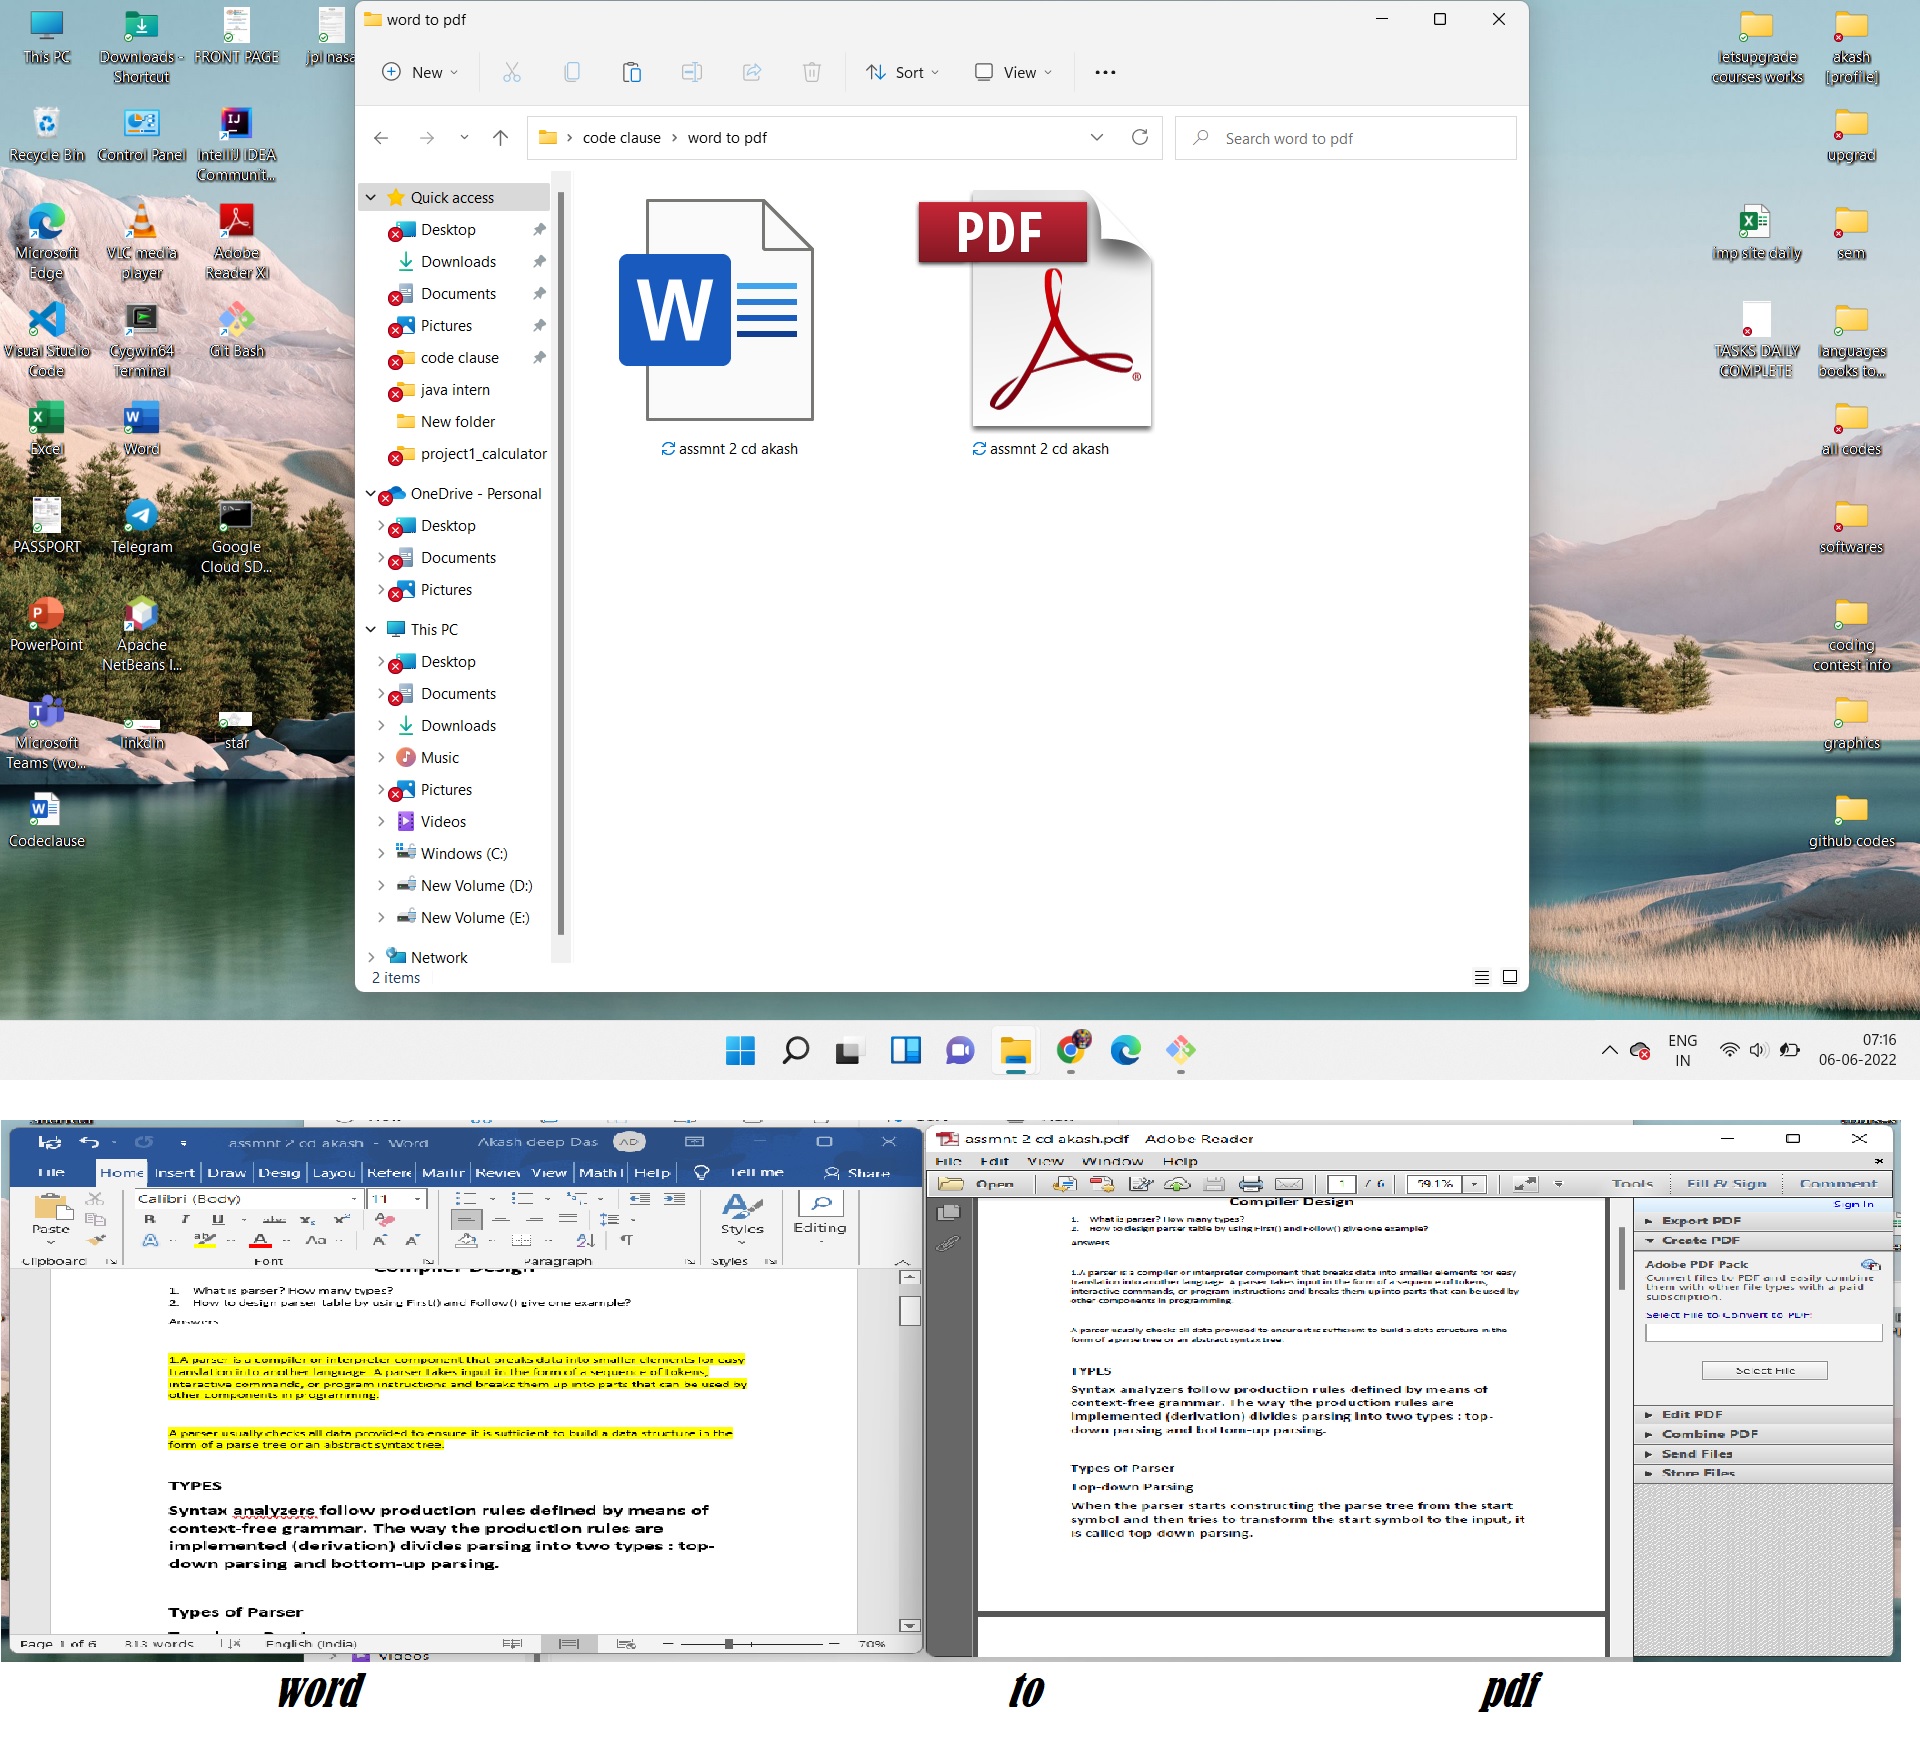 This PC
Downloads - Shortcut
FRONT PAGE
jpl nasa
Recycle Bin
Control Panel
IntelliJ IDEA Communit...
Microsoft Edge
VLC media player
Adobe Reader XI
Visual Studio Code
Cygwin64 Terminal
Git Bash
Excel
Word
PASSPORT
Telegram
Google Cloud SD...
PowerPoint
Apache NetBeans I...
Microsoft Teams (wo...
linkdin
star
Codeclause
word to pdf
New
Sort
View
code clause
word to pdf
Search word to pdf
Quick access
Desktop
Downloads
Documents
Pictures
code clause
java intern
New folder
project1_calculator
OneDrive - Personal
Desktop
Documents
Pictures
This PC
Desktop
Documents
Downloads
Music
Pictures
Videos
Windows (C:)
New Volume (D:)
New Volume (E:)
Network
2 items
W
assmnt 2 cd akash
PDF
assmnt 2 cd akash
letsupgrade courses works
akash [profile]
upgrad
imp site daily
sem
TASKS DAILY COMPLETE
languages books to...
all codes
softwares
coding contest info
graphics
github codes
ENG
IN
07:16
06-06-2022
assmnt 2 cd akash - Word
Akash deep Das
AD
File Home Insert Draw Desig Layou Refere Mailir Review View Math I Help Tell me Share
Calibri (Body)
11
Paste
Styles
Editing
Clipboard
Font
Paragraph
Styles
Compiler Design
1. What is parser? How many types?
2. How to design parser table by using First() and Follow() give one example?
Answers
1.A parser is a compiler or interpreter component that breaks data into smaller elements for easy
translation into another language. A parser takes input in the form of a sequence of tokens,
interactive commands, or program instructions and breaks them up into parts that can be used by
other components in programming.
A parser usually checks all data provided to ensure it is sufficient to build a data structure in the
form of a parse tree or an abstract syntax tree.
TYPES
Syntax analyzers follow production rules defined by means of
context-free grammar. The way the production rules are
implemented (derivation) divides parsing into two types : top-
down parsing and bottom-up parsing.
Types of Parser
Page 1 of 6
813 words
English (India)
70%
Videos
assmnt 2 cd akash.pdf - Adobe Reader
File Edit View Window Help
Open
1 / 6
59.1%
Tools
Fill & Sign
Comment
Sign In
Compiler Design
1. What is parser? How many types?
2. How to design parser table by using First() and Follow() give one example?
Answers
1.A parser is a compiler or interpreter component that breaks data into smaller elements for easy
translation into another language. A parser takes input in the form of a sequence of tokens,
interactive commands, or program instructions and breaks them up into parts that can be used by
other components in programming.
A parser usually checks all data provided to ensure it is sufficient to build a data structure in the
form of a parse tree or an abstract syntax tree.
TYPES
Syntax analyzers follow production rules defined by means of
context-free grammar. The way the production rules are
implemented (derivation) divides parsing into two types : top-
down parsing and bottom-up parsing.
Types of Parser
Top-down Parsing
When the parser starts constructing the parse tree from the start
symbol and then tries to transform the start symbol to the input, it
is called top-down parsing.
Export PDF
Create PDF
Adobe PDF Pack
Convert files to PDF and easily combine
them with other file types with a paid
subscription.
Select File to Convert to PDF:
Select File
Edit PDF
Combine PDF
Send Files
Store Files
word to pdf